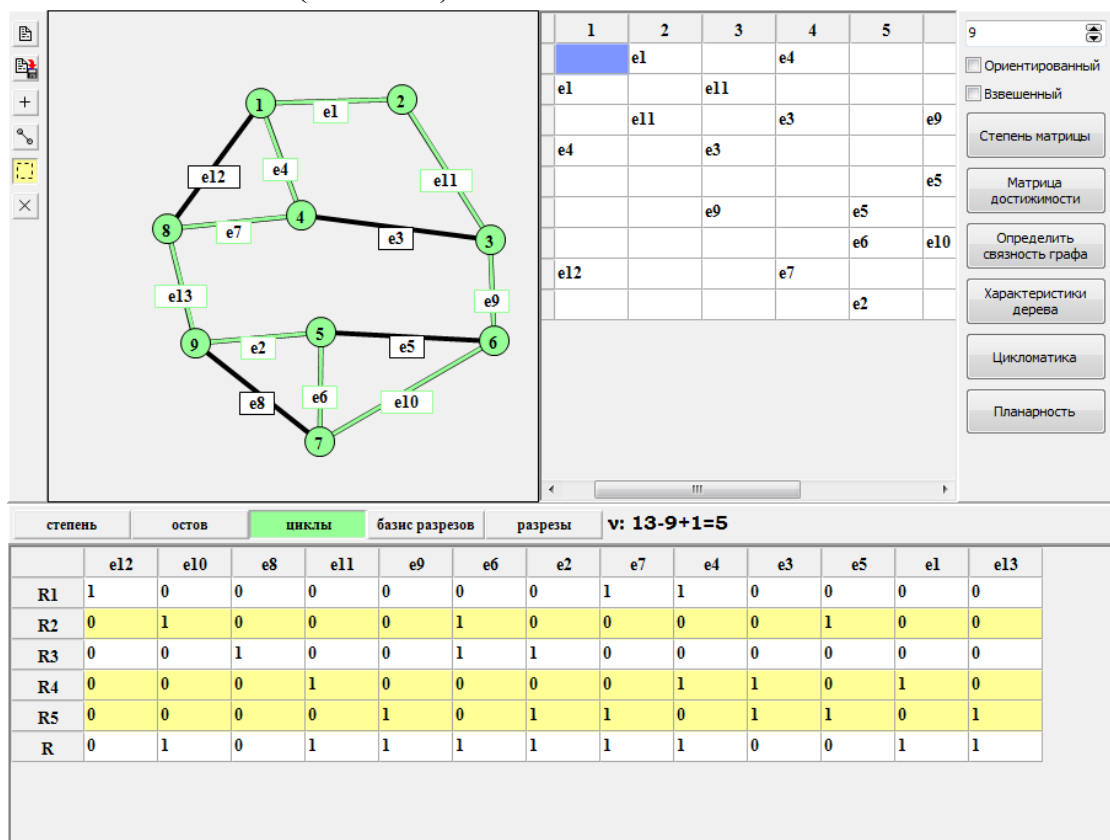 1 2 3 4 5
e1 e4
e1 e11
e11 e3 e9
e4 e3
e5
e9 e5
e6 e10
e12 e7
e2
9
Ориентированный
Взвешенный
Степень матрицы
Матрица
достижимости
Определить
связность графа
Характеристики
дерева
Цикломатика
Планарность
1 e1 2
e12 e4 e11
8 e7 4 e3 3
e13 e9
9 e2 5 e5 6
e8 e6 e10
7
степень остов циклы базис разрезов разрезы ν: 13-9+1=5
e12 e10 e8 e11 e9 e6 e2 e7 e4 e3 e5 e1 e13
R1 1 0 0 0 0 0 0 1 1 0 0 0 0
R2 0 1 0 0 0 1 0 0 0 0 1 0 0
R3 0 0 1 0 0 1 1 0 0 0 0 0 0
R4 0 0 0 1 0 0 0 0 1 1 0 1 0
R5 0 0 0 0 1 0 1 1 0 1 1 0 1
R 0 1 0 1 1 1 1 1 1 0 0 1 1